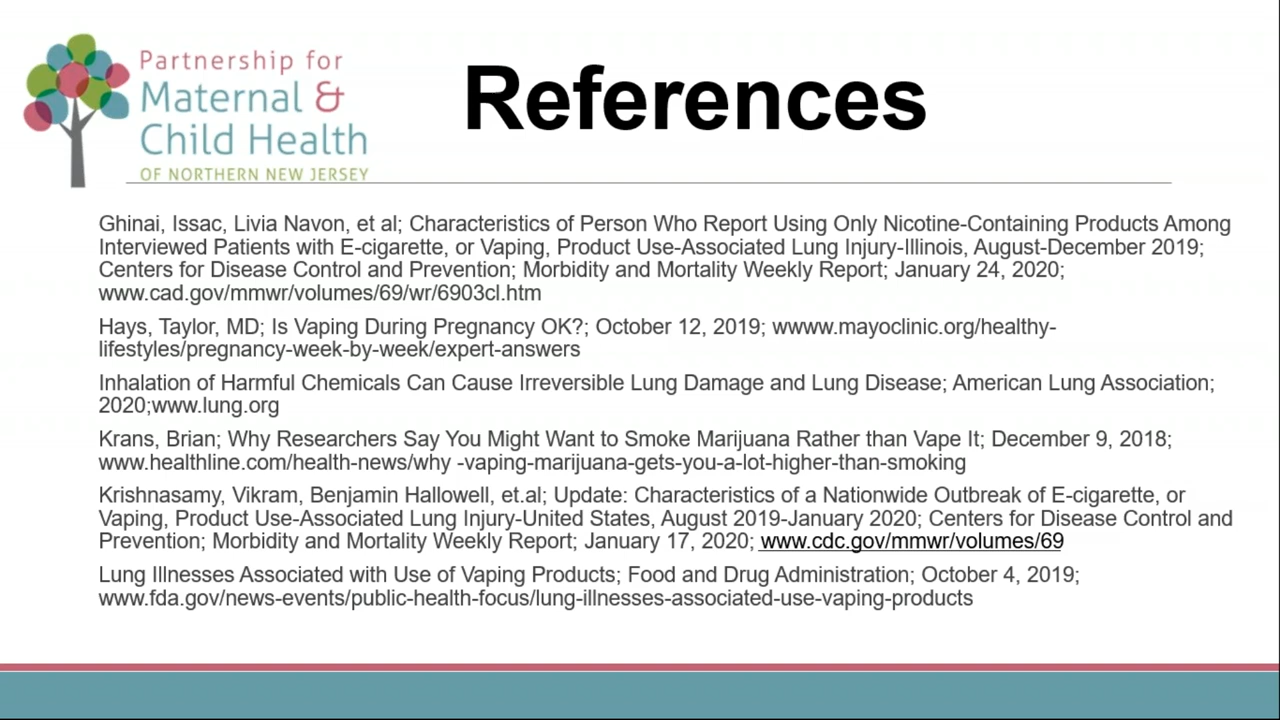 Partnership for
Maternal &
Child Health
OF NORTHERN NEW JERSEY
References
Ghinai, Issac, Livia Navon, et al; Characteristics of Person Who Report Using Only Nicotine-Containing Products Among
Interviewed Patients with E-cigarette, or Vaping, Product Use-Associated Lung Injury-Illinois, August-December 2019;
Centers for Disease Control and Prevention; Morbidity and Mortality Weekly Report; January 24, 2020;
www.cad.gov/mmwr/volumes/69/wr/6903cl.htm
Hays, Taylor, MD; Is Vaping During Pregnancy OK?; October 12, 2019; wwww.mayoclinic.org/healthy-
lifestyles/pregnancy-week-by-week/expert-answers
Inhalation of Harmful Chemicals Can Cause Irreversible Lung Damage and Lung Disease; American Lung Association;
2020;www.lung.org
Krans, Brian; Why Researchers Say You Might Want to Smoke Marijuana Rather than Vape It; December 9, 2018;
www.healthline.com/health-news/why -vaping-marijuana-gets-you-a-lot-higher-than-smoking
Krishnasamy, Vikram, Benjamin Hallowell, et.al; Update: Characteristics of a Nationwide Outbreak of E-cigarette, or
Vaping, Product Use-Associated Lung Injury-United States, August 2019-January 2020; Centers for Disease Control and
Prevention; Morbidity and Mortality Weekly Report; January 17, 2020; www.cdc.gov/mmwr/volumes/69
Lung Illnesses Associated with Use of Vaping Products; Food and Drug Administration; October 4, 2019;
www.fda.gov/news-events/public-health-focus/lung-illnesses-associated-use-vaping-products